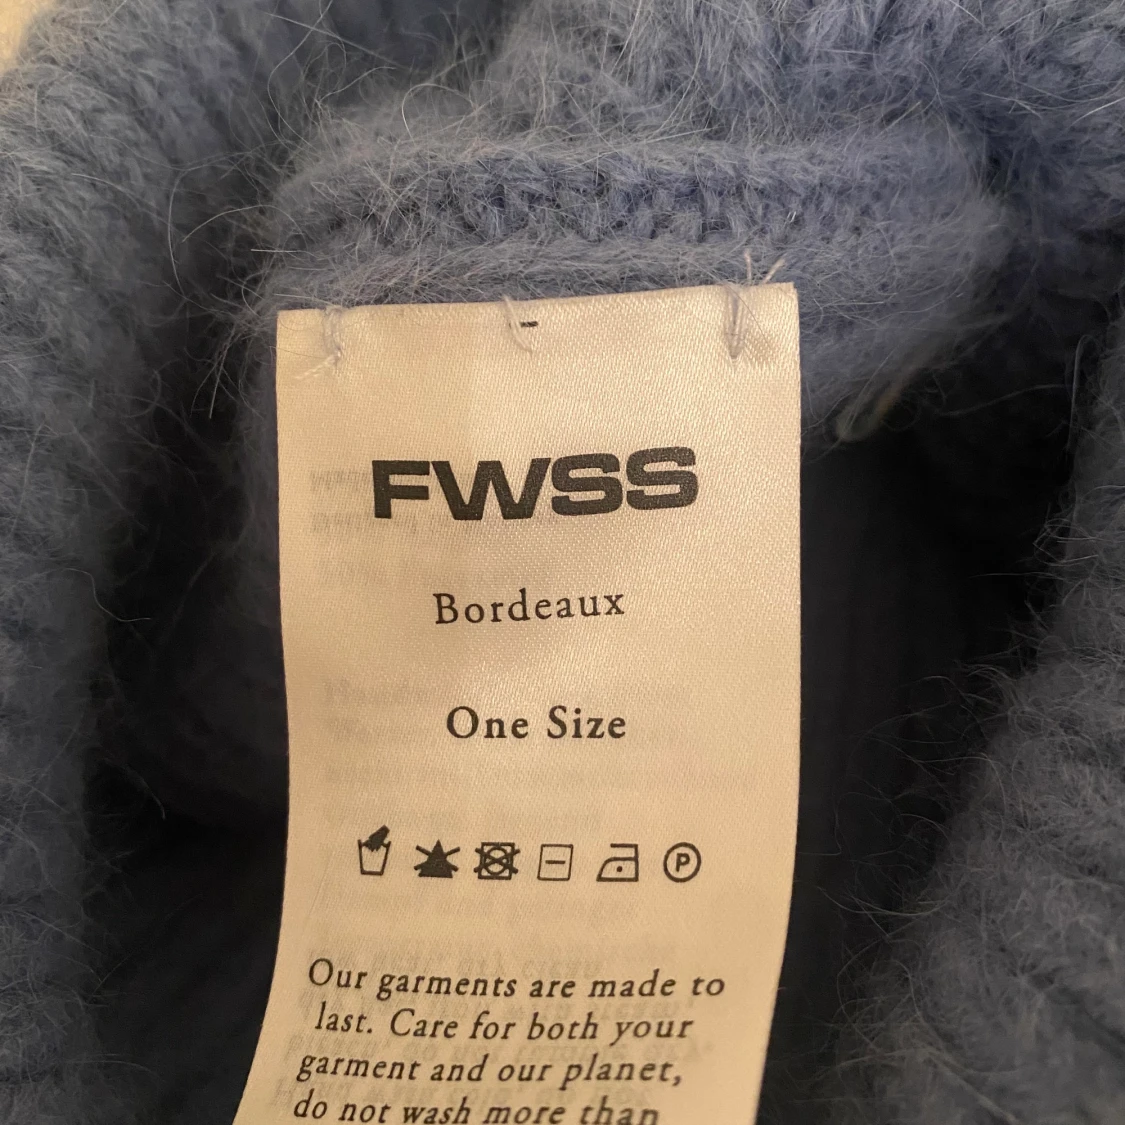 FWSS
Bordeaux
One Size
P
Our garments are made to
last. Care for both your
garment and our planet,
do not wash more than